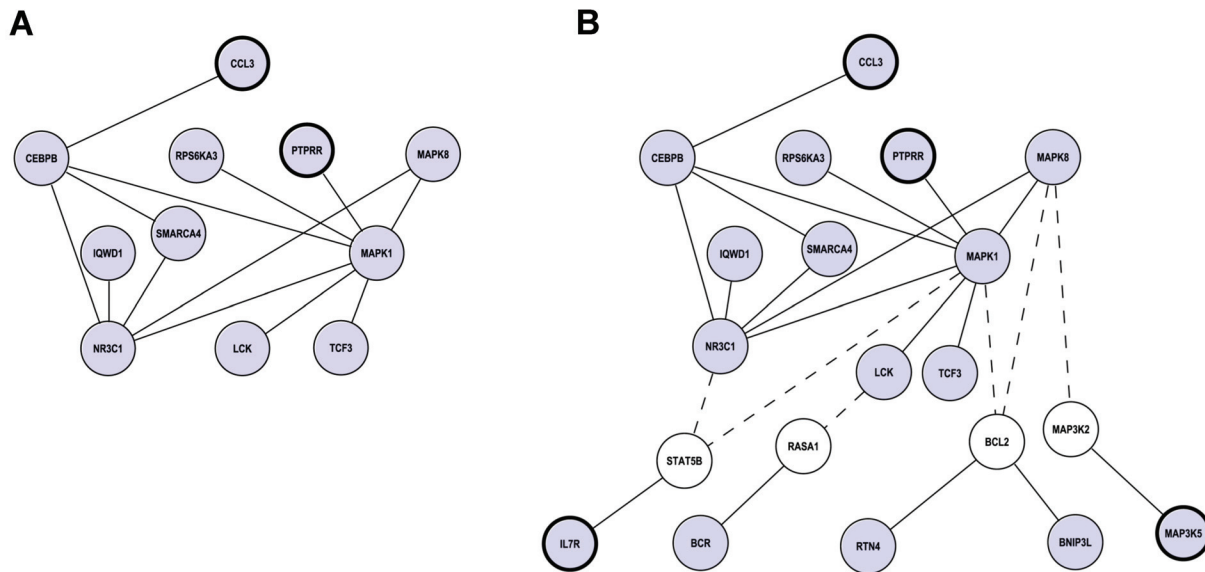 A
CCL3
CEBPB
RPS6KA3
PTPRR
MAPK8
IQWD1
SMARCA4
MAPK1
NR3C1
LCK
TCF3
B
CCL3
CEBPB
RPS6KA3
PTPRR
MAPK8
IQWD1
SMARCA4
MAPK1
NR3C1
LCK
TCF3
STAT5B
RASA1
BCL2
MAP3K2
IL7R
BCR
RTN4
BNIP3L
MAP3K5